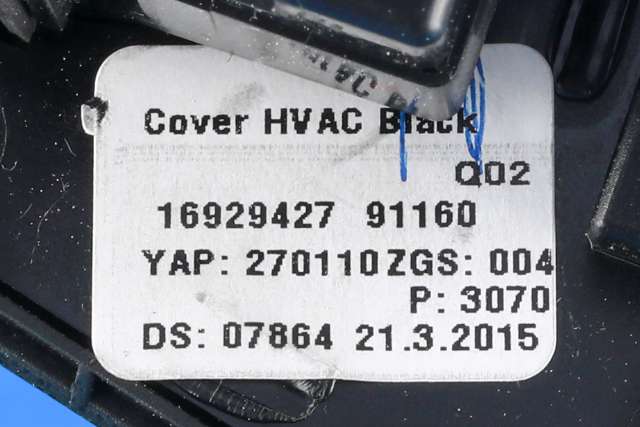 Cover HVAC Black
Q02
16929427 91160
YAP: 270110ZGS: 004
P: 3070
DS: 07864 21.3.2015